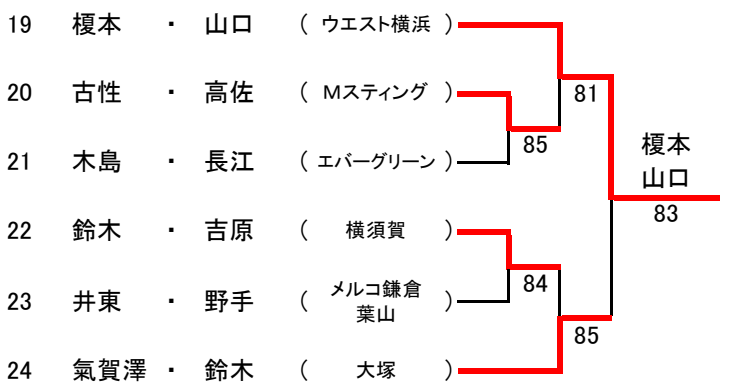 19 榎本 ・ 山口 ( ウエスト横浜 )
20 古性 ・ 高佐 ( Mスティング )
81
85
21 木島 ・ 長江 ( エバーグリーン )
榎本
山口
83
22 鈴木 ・ 吉原 ( 横須賀 )
84
23 井東 ・ 野手 ( メルコ鎌倉
葉山 )
85
24 氣賀澤 ・ 鈴木 ( 大塚 )